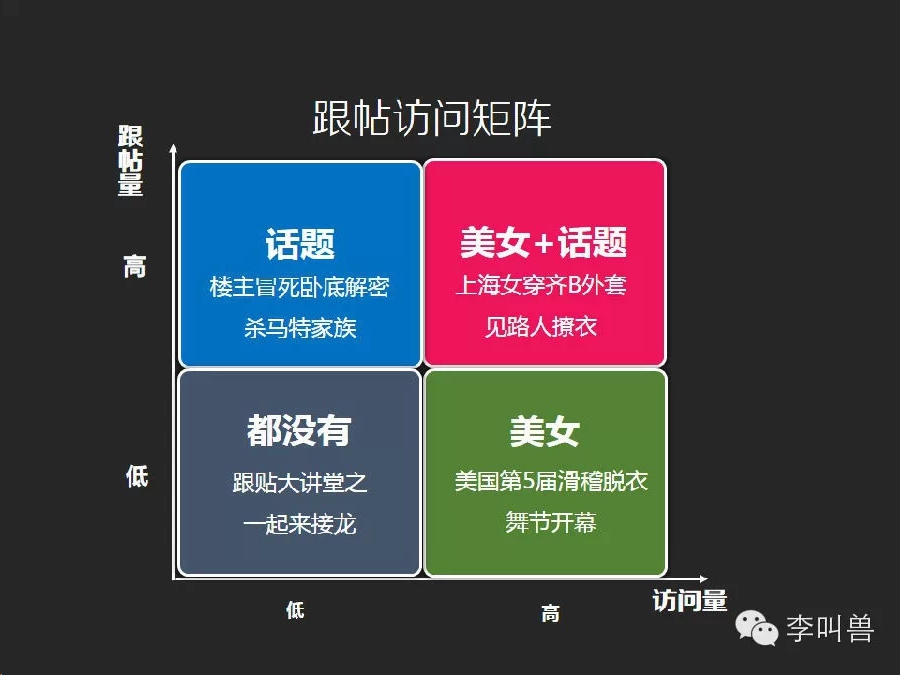 跟帖访问矩阵
跟帖量
高
话题
楼主冒死卧底解密
杀马特家族
美女+话题
上海女穿齐B外套
见路人撩衣
低
都没有
跟贴大讲堂之
一起来接龙
美女
美国第5届滑稽脱衣
舞节开幕
低
高
访问量
李叫兽